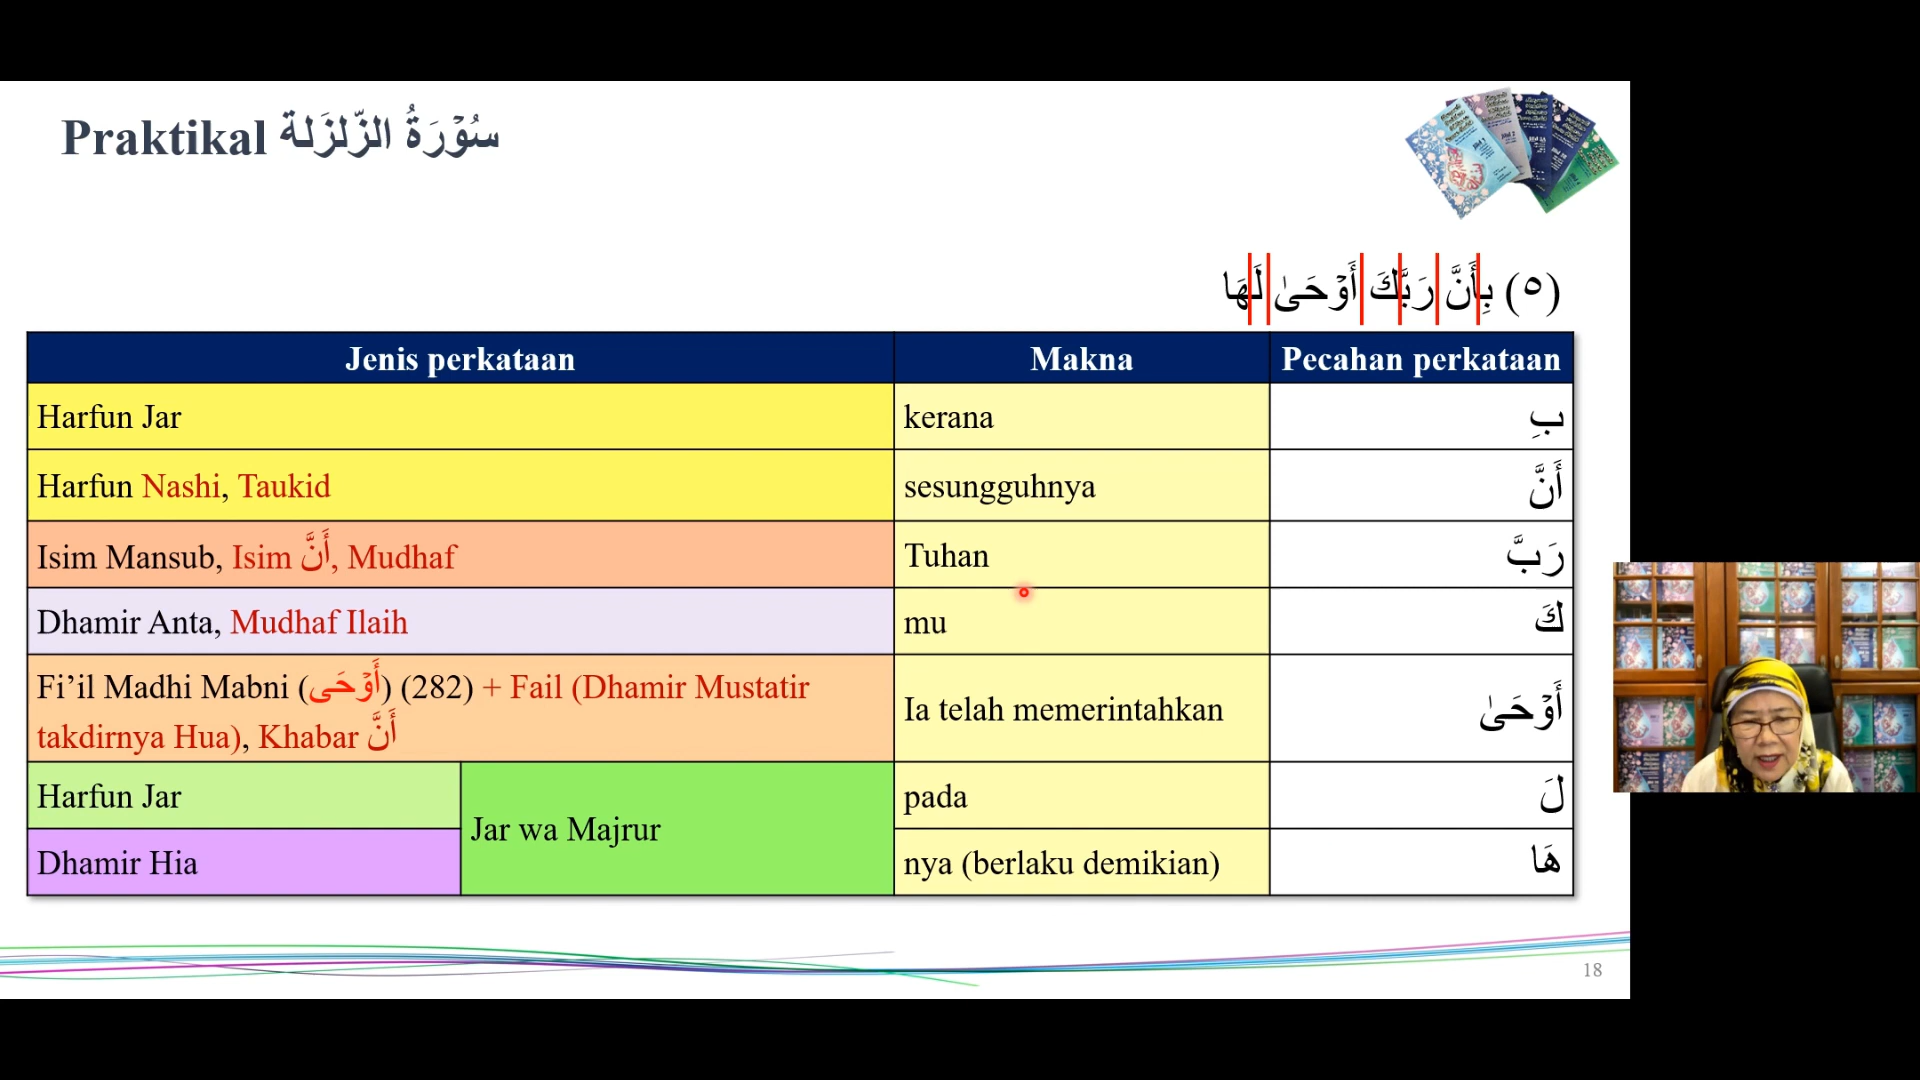 Praktikal سُوْرَةُ الزّلزَلة
(٥) بِأَنَّ رَبَّكَ أَوْحَىٰ لَهَا
Jenis perkataan Makna Pecahan perkataan
Harfun Jar kerana بِ
Harfun Nashi, Taukid sesungguhnya أَنَّ
Isim Mansub, Isim أَنَّ, Mudhaf Tuhan رَبَّ
Dhamir Anta, Mudhaf Ilaih mu كَ
Fi’il Madhi Mabni (أَوْحَى) (282) + Fail (Dhamir Mustatir
takdirnya Hua), Khabar أَنَّ Ia telah memerintahkan أَوْحَىٰ
Harfun Jar Jar wa Majrur pada لَ
Dhamir Hia nya (berlaku demikian) هَا
18